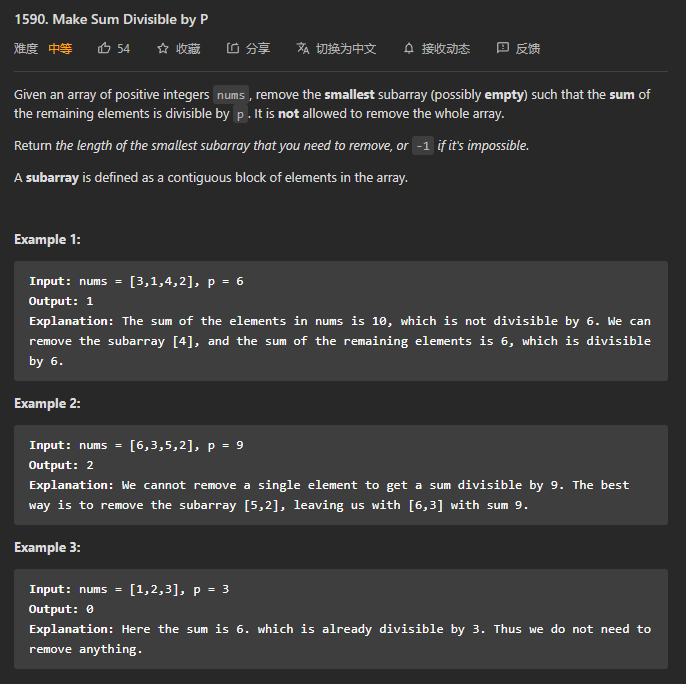 1590. Make Sum Divisible by P
难度 中等 54 收藏 分享 切换为中文 接收动态 反馈
Given an array of positive integers nums, remove the smallest subarray (possibly empty) such that the sum of
the remaining elements is divisible by p. It is not allowed to remove the whole array.
Return the length of the smallest subarray that you need to remove, or -1 if it's impossible.
A subarray is defined as a contiguous block of elements in the array.
Example 1:
Input: nums = [3,1,4,2], p = 6
Output: 1
Explanation: The sum of the elements in nums is 10, which is not divisible by 6. We can
remove the subarray [4], and the sum of the remaining elements is 6, which is divisible
by 6.
Example 2:
Input: nums = [6,3,5,2], p = 9
Output: 2
Explanation: We cannot remove a single element to get a sum divisible by 9. The best
way is to remove the subarray [5,2], leaving us with [6,3] with sum 9.
Example 3:
Input: nums = [1,2,3], p = 3
Output: 0
Explanation: Here the sum is 6. which is already divisible by 3. Thus we do not need to
remove anything.